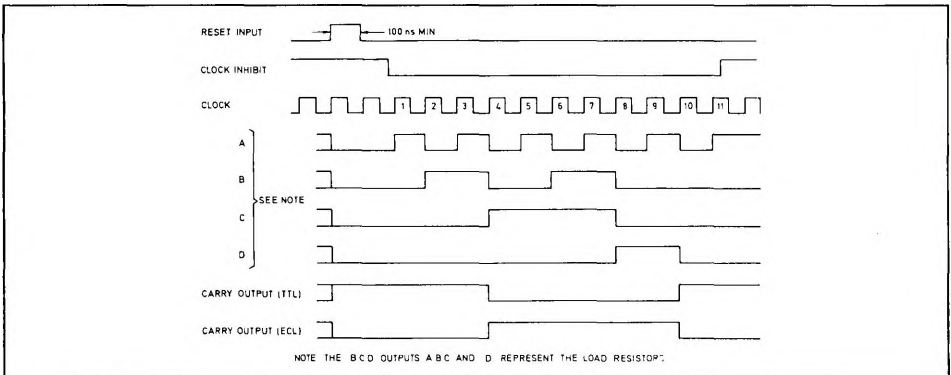 RESET INPUT
100 ns MIN
CLOCK INHIBIT
CLOCK
1 2 3 4 5 6 7 8 9 10 11
A
B
SEE NOTE
C
D
CARRY OUTPUT (TTL)
CARRY OUTPUT (ECL)
NOTE THE BCD OUTPUTS A B C AND D REPRESENT THE LOAD